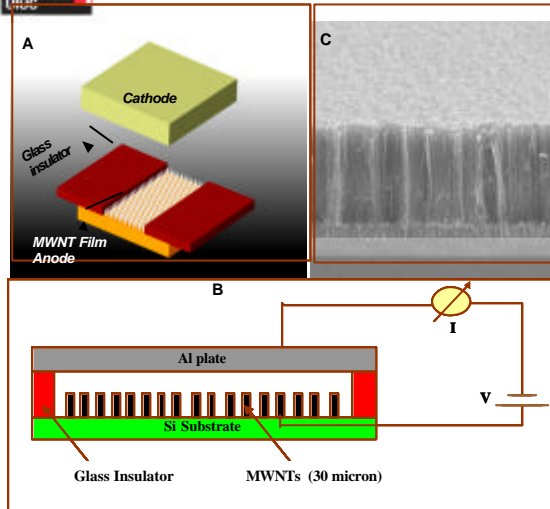 A
Cathode
Glass
insulator
MWNT Film
Anode
C
B
I
Al plate
V
Si Substrate
Glass Insulator
MWNTs (30 micron)